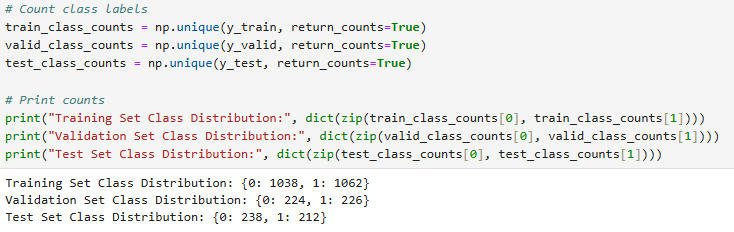 # Count class labels
train_class_counts = np.unique(y_train, return_counts=True)
valid_class_counts = np.unique(y_valid, return_counts=True)
test_class_counts = np.unique(y_test, return_counts=True)
# Print counts
print("Training Set Class Distribution:", dict(zip(train_class_counts[0], train_class_counts[1])))
print("Validation Set Class Distribution:", dict(zip(valid_class_counts[0], valid_class_counts[1])))
print("Test Set Class Distribution:", dict(zip(test_class_counts[0], test_class_counts[1])))
Training Set Class Distribution: {0: 1038, 1: 1062}
Validation Set Class Distribution: {0: 224, 1: 226}
Test Set Class Distribution: {0: 238, 1: 212}